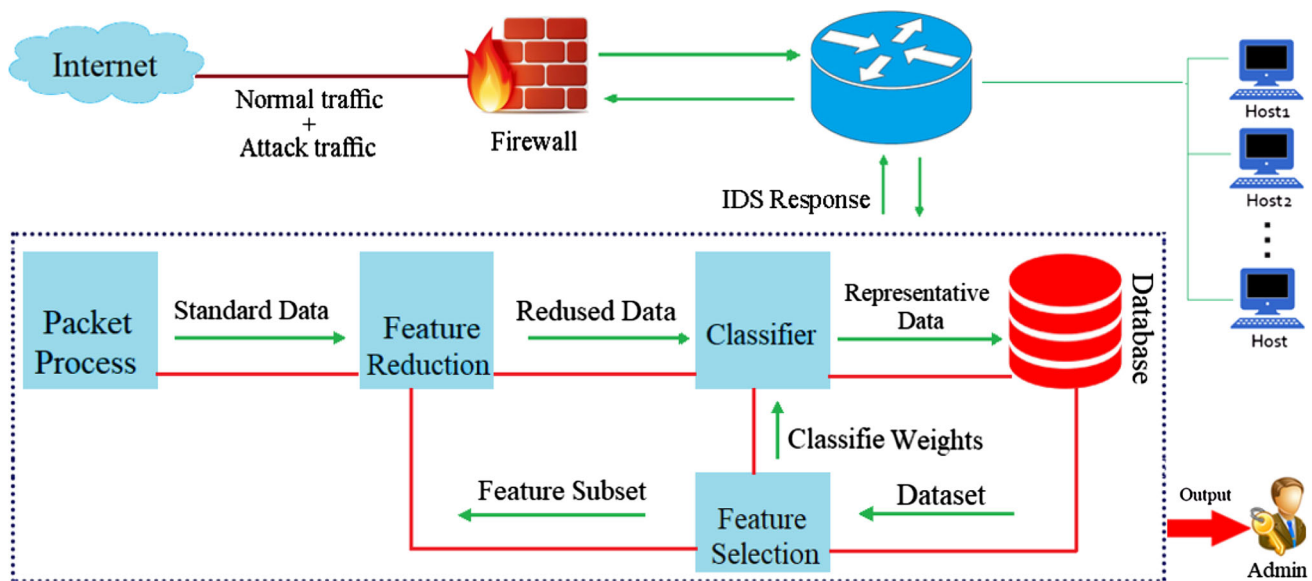 Internet
Normal traffic
+
Attack traffic
Firewall
Host1
Host2
Host
IDS Response
Packet
Process
Standard Data
Feature
Reduction
Redused Data
Classifier
Representative
Data
Database
Classifie Weights
Feature Subset
Feature
Selection
Dataset
Output
Admin